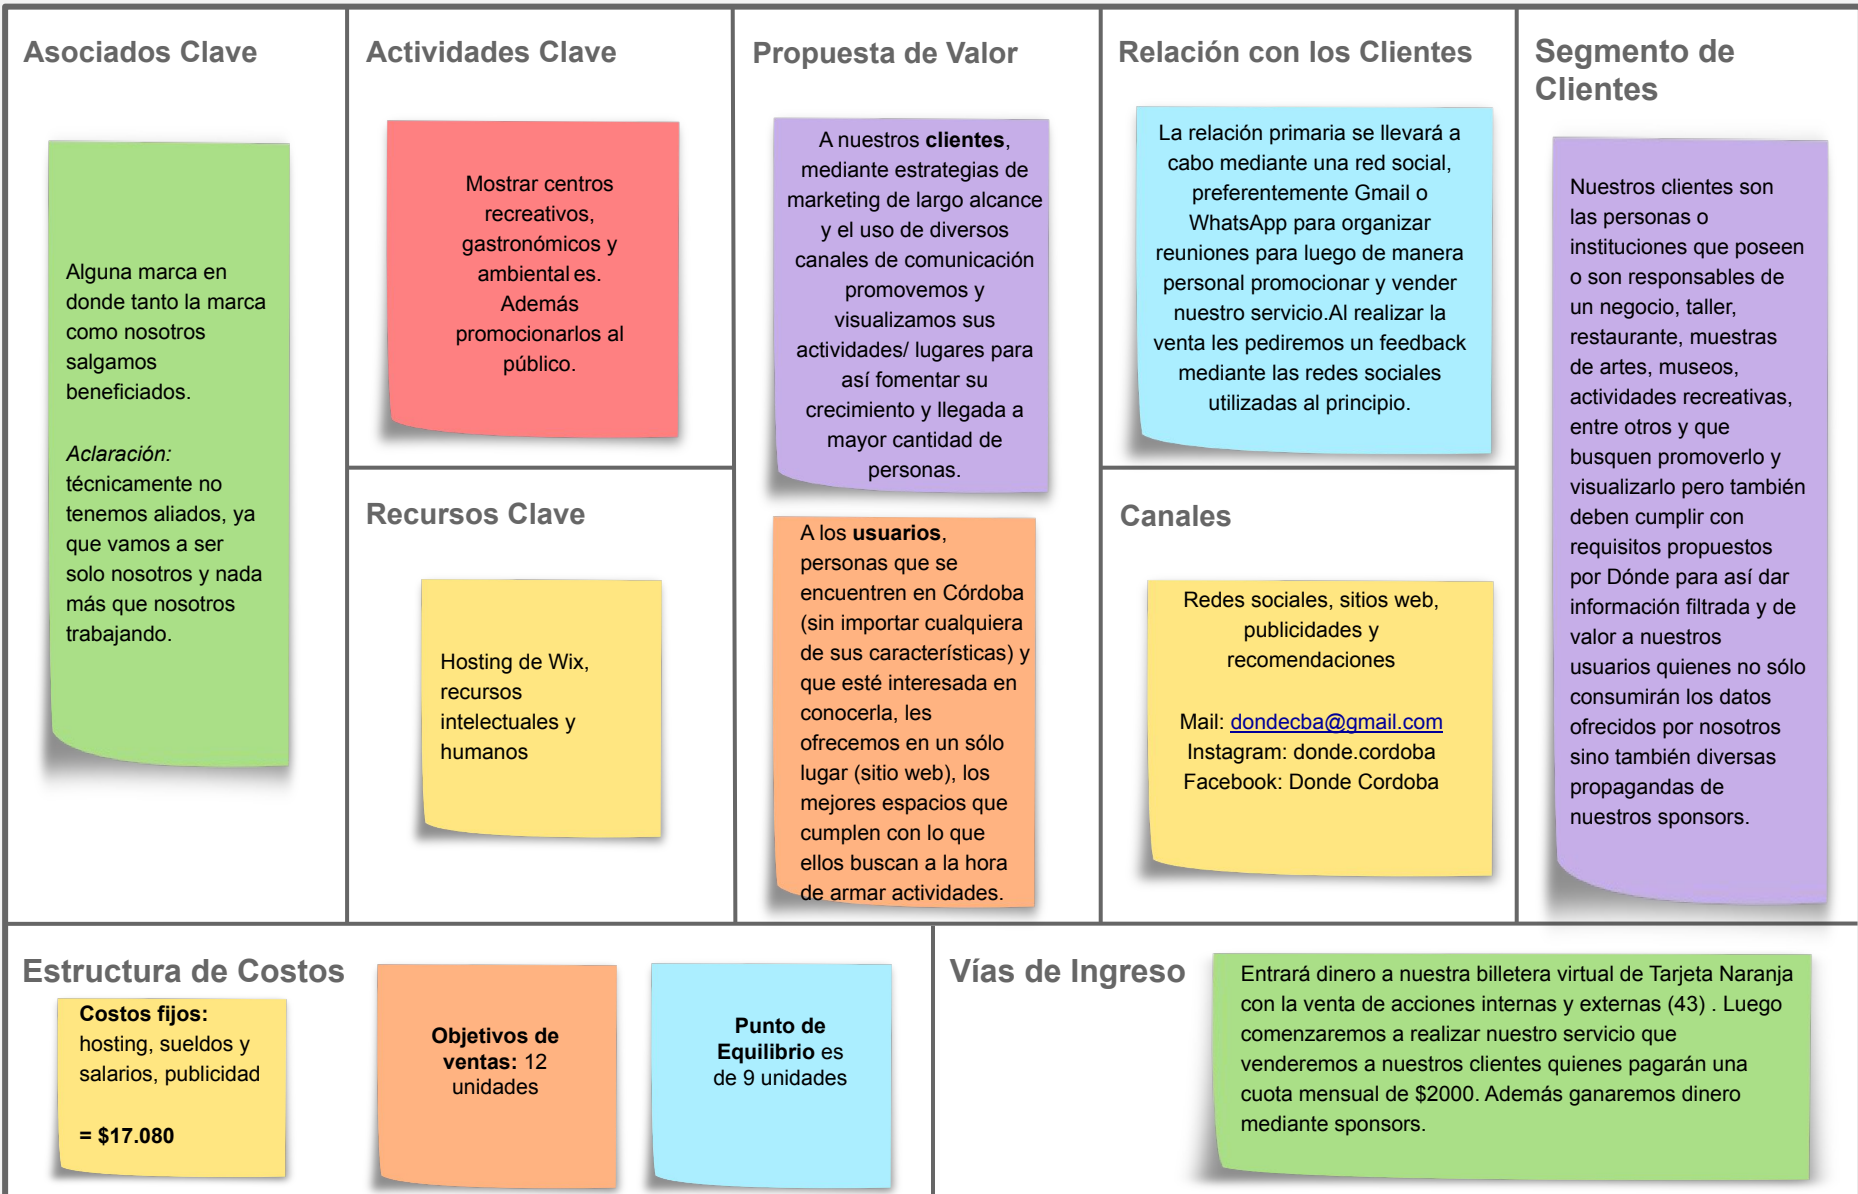 Asociados Clave
Alguna marca en
donde tanto la marca
como nosotros
salgamos
beneficiados.
Aclaración:
técnicamente no
tenemos aliados, ya
que vamos a ser
solo nosotros y nada
más que nosotros
trabajando.
Actividades Clave
Mostrar centros
recreativos,
gastronómicos y
ambientales.
Además
promocionarlos al
público.
Recursos Clave
Hosting de Wix,
recursos
intelectuales y
humanos
Propuesta de Valor
A nuestros clientes,
mediante estrategias de
marketing de largo alcance
y el uso de diversos
canales de comunicación
promovemos y
visualizamos sus
actividades/ lugares para
así fomentar su
crecimiento y llegada a
mayor cantidad de
personas.
A los usuarios,
personas que se
encuentren en Córdoba
(sin importar cualquiera
de sus característifcas) y
que esté interesada en
conocerla, les
ofrecemos en un sólo
lugar (sitio web), los
mejores espacios que
cumplen con lo que
ellos buscan a la hora
de armar actividades.
Relación con los Clientes
La relación primaria se llevará a
cabo mediante una red social,
preferentemente Gmail o
WhatsApp para organizar
reuniones para luego de manera
personal promocionar y vender
nuestro servicio.Al realizar la
venta les pediremos un feedback
mediante las redes sociales
utilizadas al principio.
Canales
Redes sociales, sitios web,
publicidades y
recomendaciones
Mail: dondecba@gmail.com
Instagram: donde.cordoba
Facebook: Donde Cordoba
Segmento de
Clientes
Nuestros clientes son
las personas o
instituciones que poseen
o son responsables de
un negocio, taller,
restaurante, muestras
de artes, museos,
actividades recreativas,
entre otros y que
busquen promoverlo y
visualizarlo pero también
deben cumplir con
requisitos propuestos
por Dónde para así dar
información filtrada y de
valor a nuestros
usuarios quienes no sólo
consumirán los datos
ofrecidos por nosotros
sino también diversas
propagandas de
nuestros sponsors.
Estructura de Costos
Costos fijos:
hosting, sueldos y
salarios, publicidad
= $17.080
Objetivos de
ventas: 12
unidades
Punto de
Equilibrio es
de 9 unidades
Vías de Ingreso
Entrará dinero a nuestra billetera virtual de Tarjeta Naranja
con la venta de acciones internas y externas (43) . Luego
comenzaremos a realizar nuestro servicio que
venderemos a nuestros clientes quienes pagarán una
cuota mensual de $2000. Además ganaremos dinero
mediante sponsors.